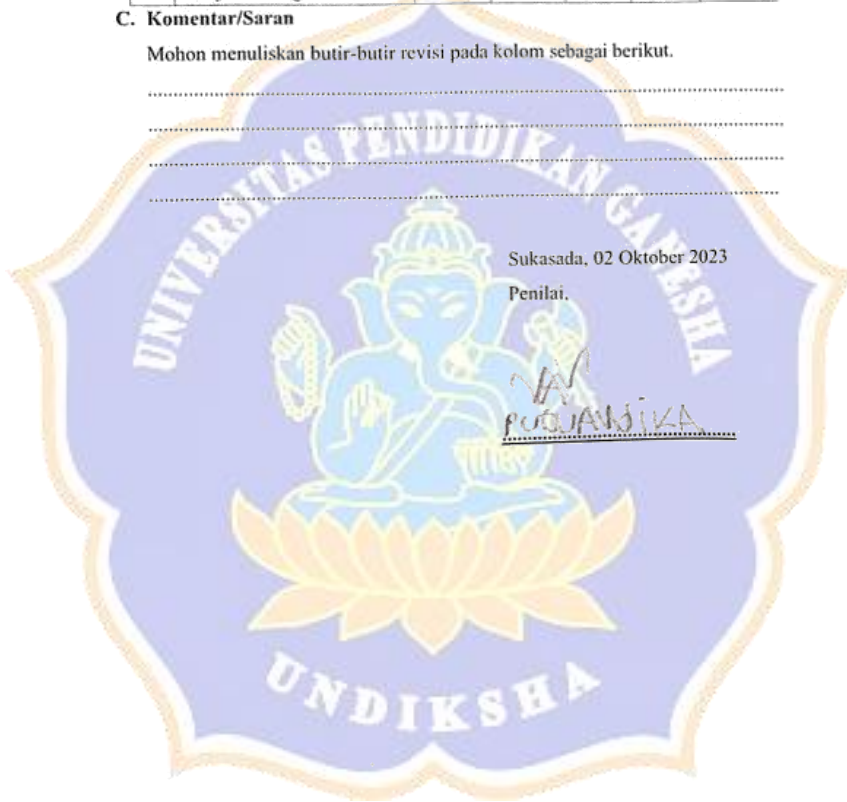 C. Komentar/Saran
Mohon menuliskan butir-butir revisi pada kolom sebagai berikut.
UNIVERSITAS PENDIDIKAN GANESHA
Sukasada, 02 Oktober 2023
Penilai,
UNDIKSHA